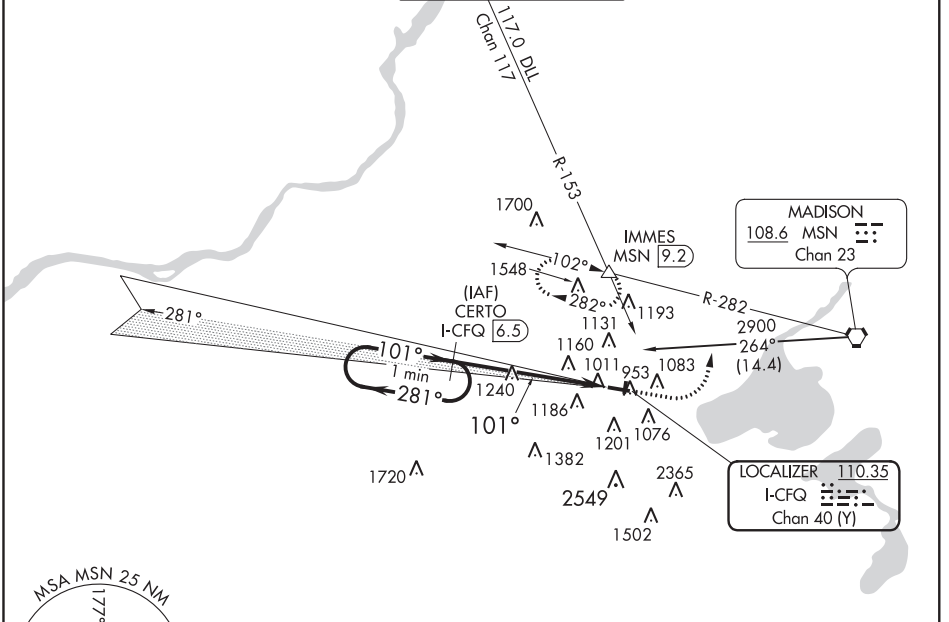 117.0 DLL
Chan 117
R-153
1700
IMMES
MSN 9.2
102°
1548
282°
1193
R-282
MADISON
108.6 MSN
Chan 23
281°
(IAF)
CERTO
I-CFQ 6.5
1131
2900
264°
(14.4)
1160
101°
1 min
281°
1240
1011
953
1083
1186
101°
1201
1076
1382
1720
2365
2549
1502
LOCALIZER 110.35
I-CFQ
Chan 40 (Y)
MSA MSN 25 NM
177°